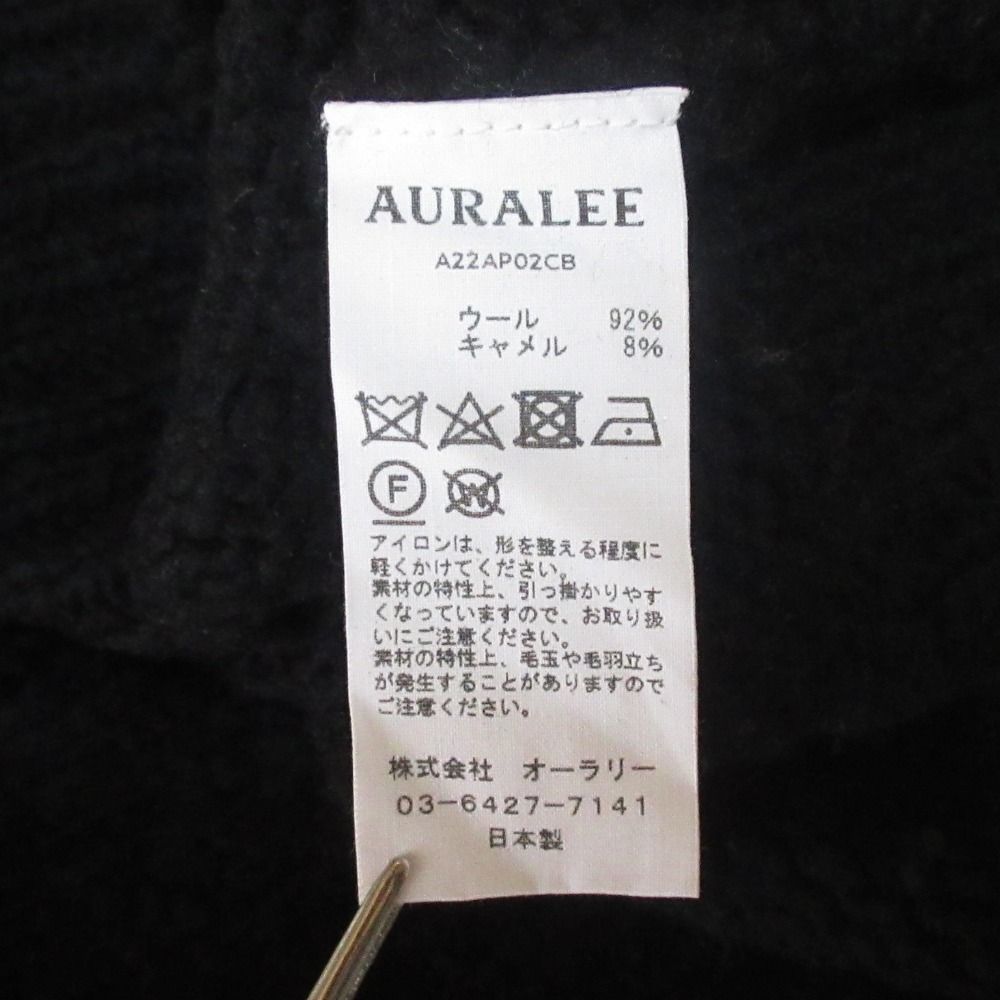 AURALEE
A22AP02CB
ウール 92%
キャメル 8%
F
W
アイロンは、形を整える程度に
軽くかけてください。
素材の特性上、引っ掛かりやす
くなっていますので、お取り扱
いにご注意ください。
素材の特性上、毛玉や毛羽立ち
が発生することがありますので
ご注意ください。
株式会社 オーラリー
03-6427-7141
日本製